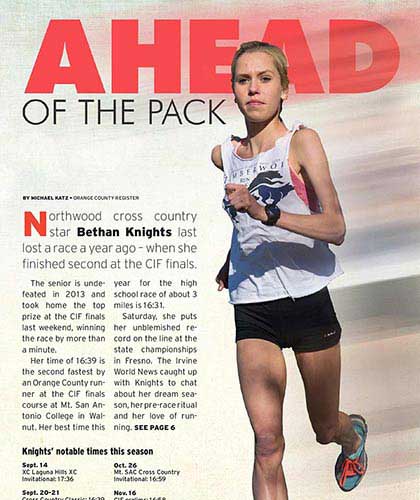 AHEAD
OF THE PACK
BY MICHAEL KATZ • ORANGE COUNTY REGISTER
Northwood cross country
star Bethan Knights last
lost a race a year ago – when she
finished second at the CIF finals.
The senior is unde-
feated in 2013 and
took home the top
prize at the CIF finals
last weekend, winning
the race by more than
a minute.
Her time of 16:39 is
the second fastest by
an Orange County run-
ner at the CIF finals
course at Mt. San An-
tonio College in Wal-
nut. Her best time this
year for the high
school race of about 3
miles is 16:31.
Saturday, she puts
her unblemished re-
cord on the line at the
state championships
in Fresno. The Irvine
World News caught up
with Knights to chat
about her dream sea-
son, her pre-race ritual
and her love of run-
ning. SEE PAGE 6
Knights’ notable times this season
Sept. 14
XC Laguna Hills XC
Invitational: 17:36
Oct. 26
Mt. SAC Cross Country
Invitational: 16:59
Sept. 20-21
Nov. 16